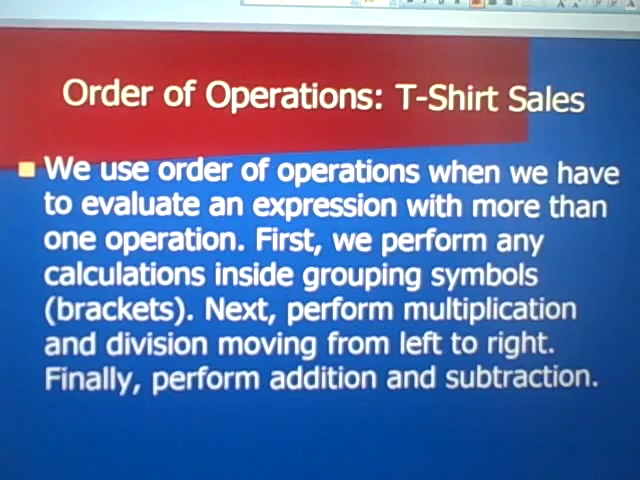 Order of Operations: T-Shirt Sales
We use order of operations when we have
to evaluate an expression with more than
one operation. First, we perform any
calculations inside grouping symbols
(brackets). Next, perform multiplication
and division moving from left to right.
Finally, perform addition and subtraction.